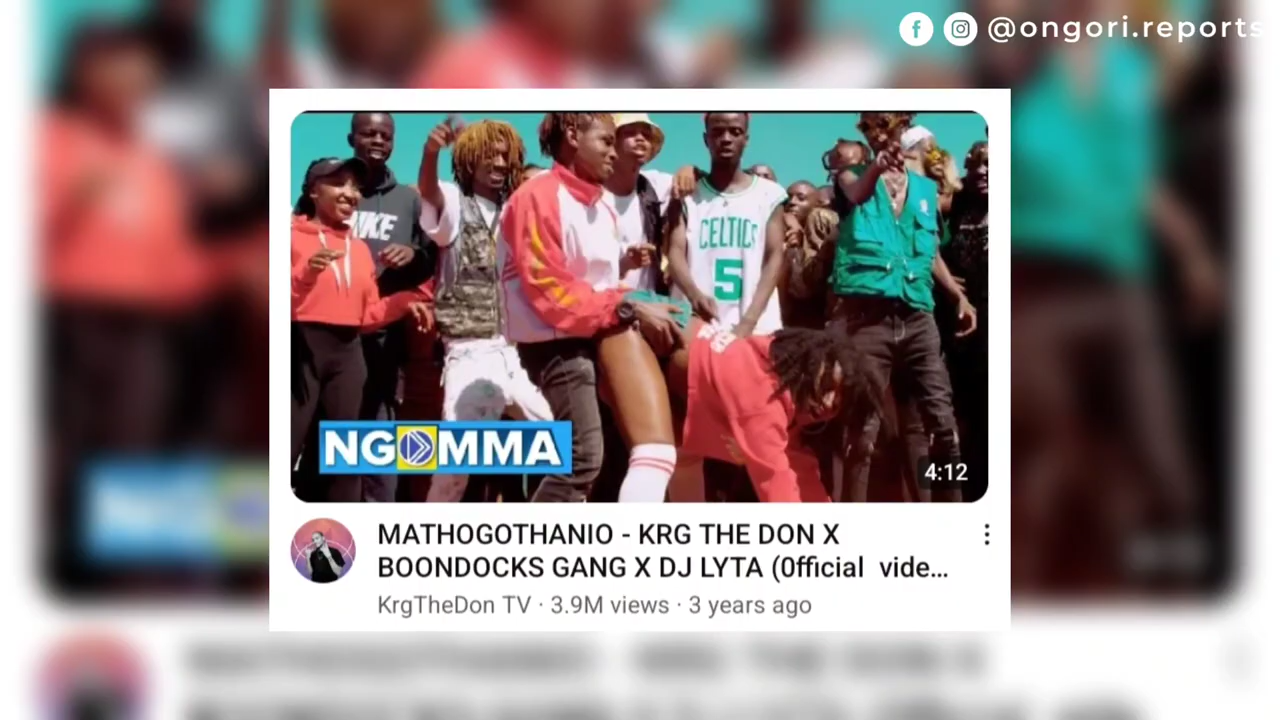 @ongori.reports
NIKE
CELTICS
5
NGOMMA
4:12
MATHOGOTHANIO - KRG THE DON X
BOONDOCKS GANG X DJ LYTA (0fficial vide...
KrgTheDon TV · 3.9M views · 3 years ago